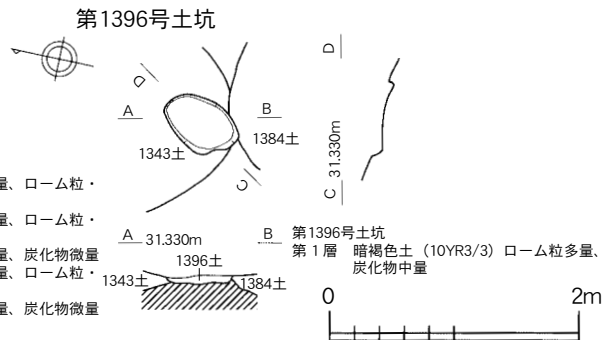 第1396号土坑
D
A
B
1384土
1343土
C
D
31.330m
C
量、ローム粒・
量、ローム粒・
量、炭化物微量
量、ローム粒・
量、炭化物微量
A 31.330m B
1396土
1343土
1384土
第1396号土坑
第1層 暗褐色土（10YR3/3）ローム粒多量、
炭化物中量
0 2m